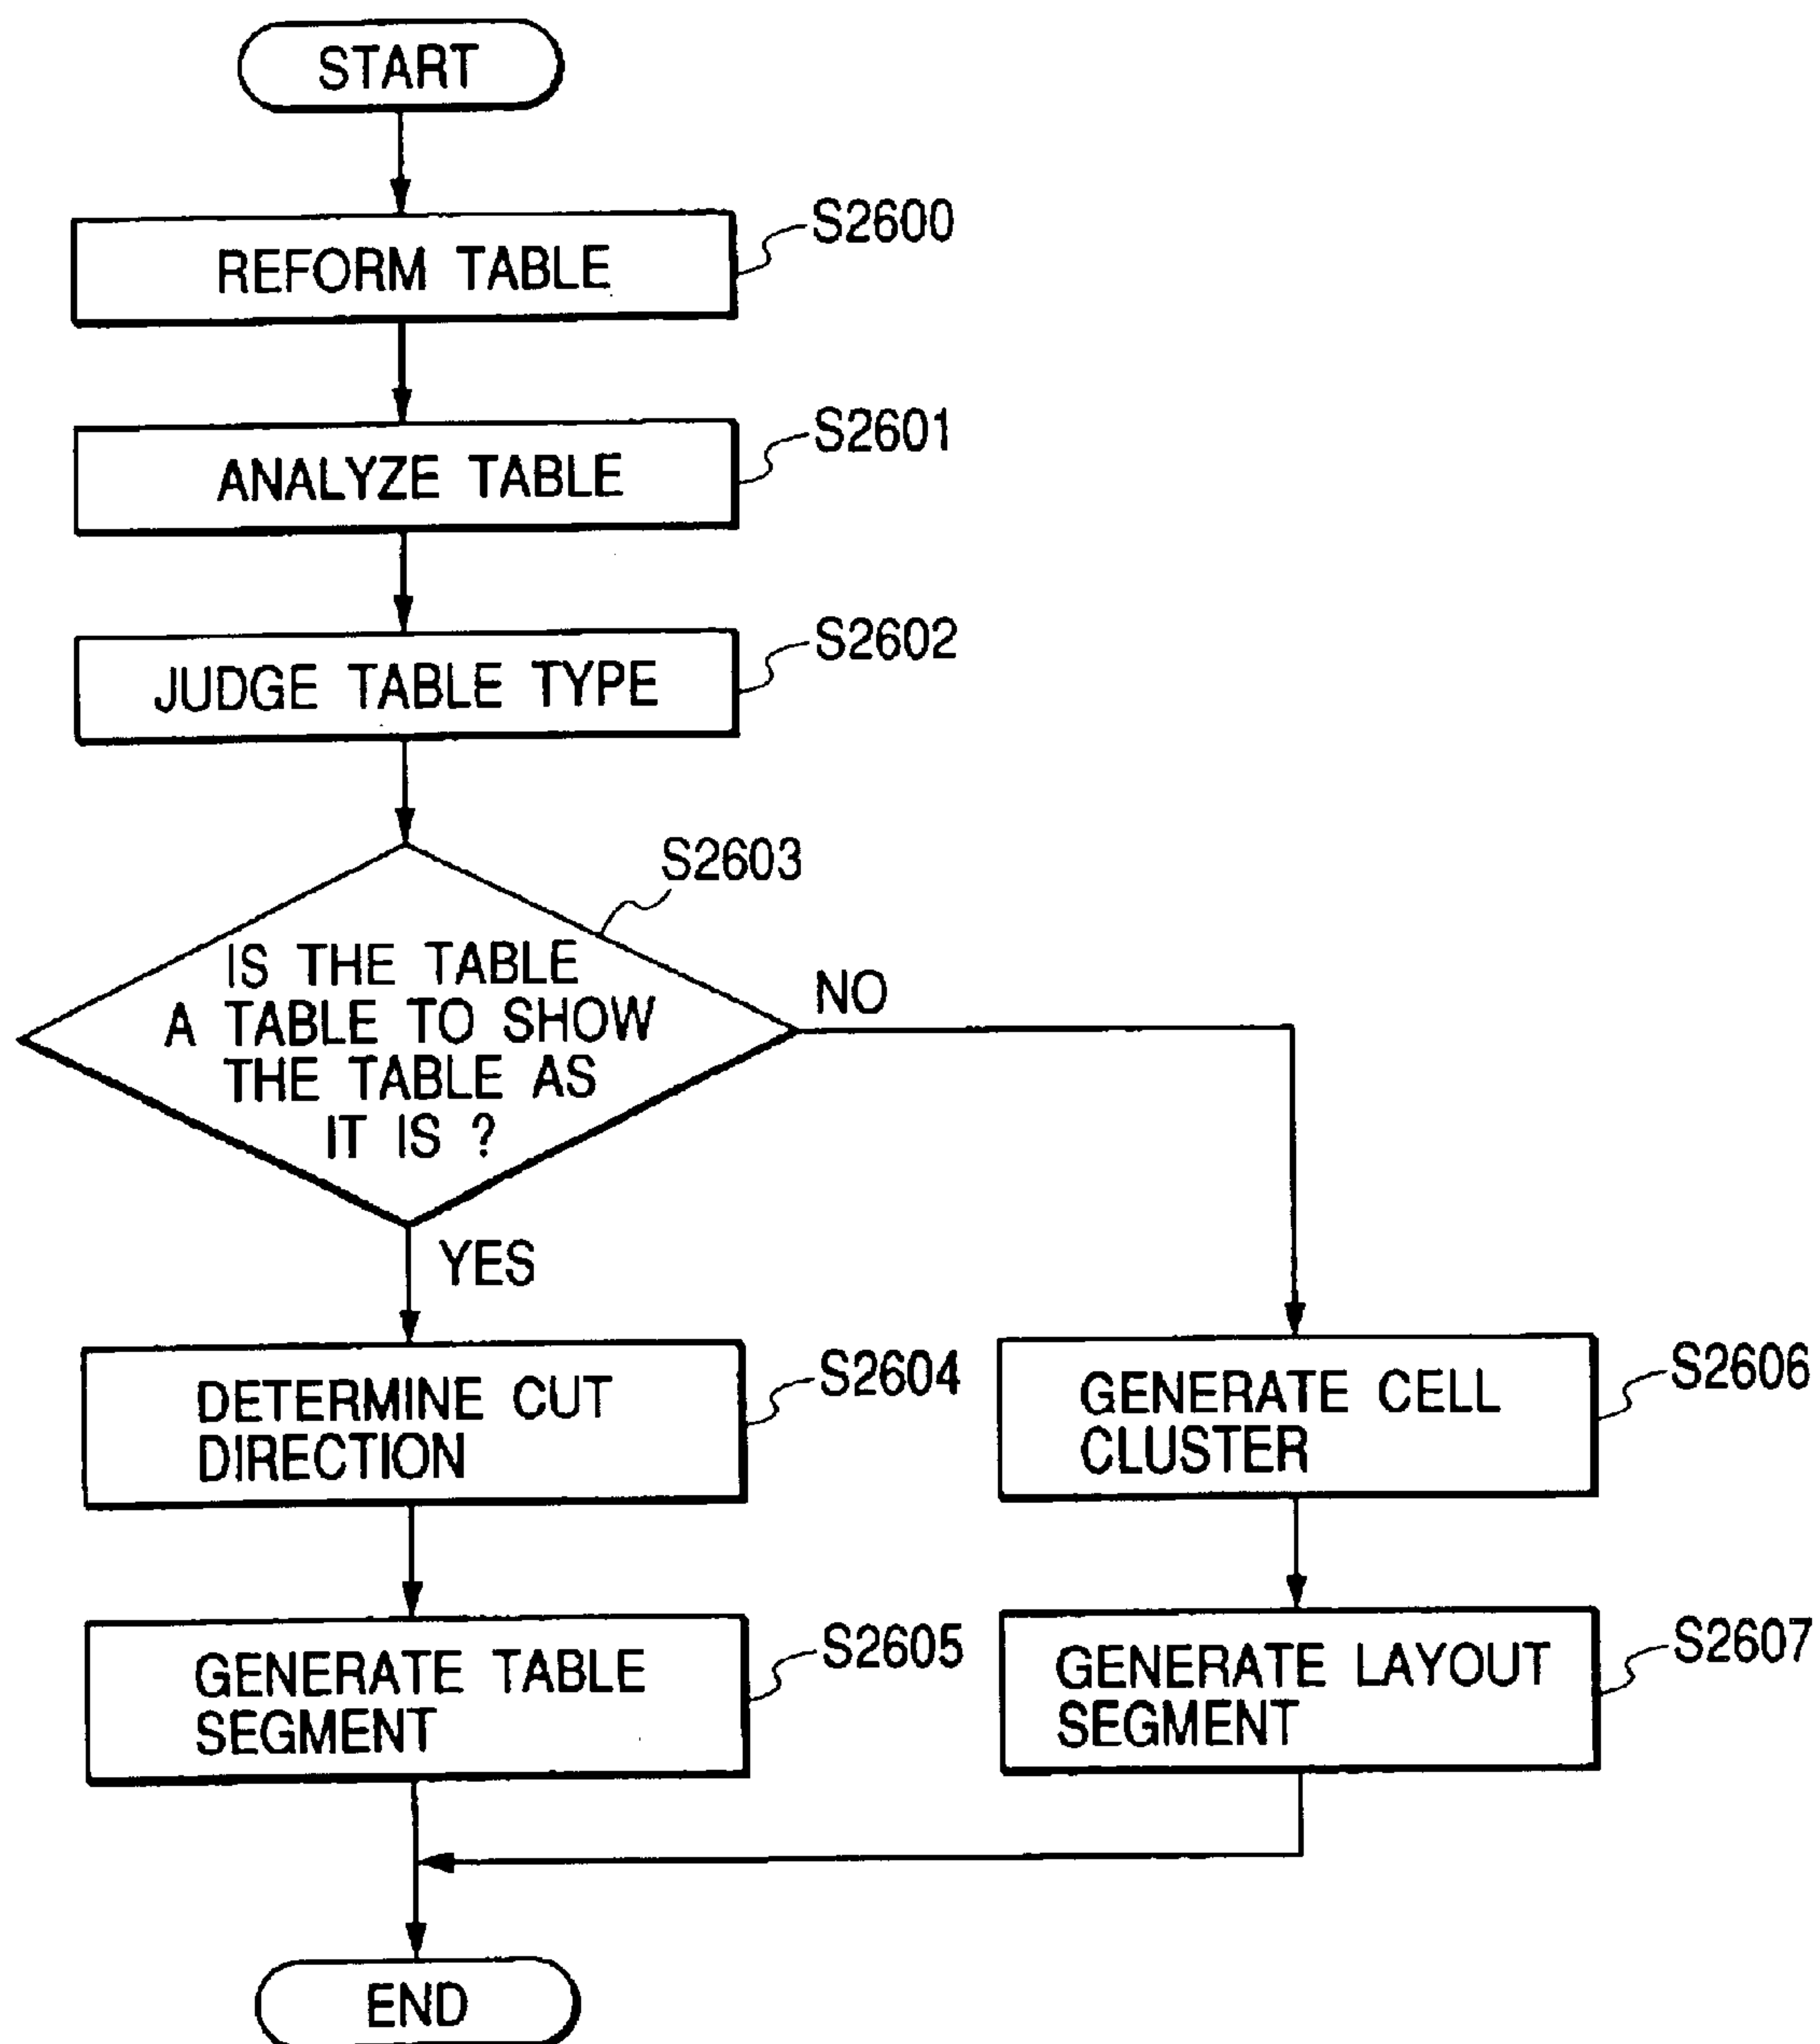 START
REFORM TABLE
S2600
ANALYZE TABLE
S2601
JUDGE TABLE TYPE
S2602
S2603
IS THE TABLE
A TABLE TO SHOW
THE TABLE AS
IT IS ?
NO
YES
DETERMINE CUT
DIRECTION
S2604
GENERATE CELL
CLUSTER
S2606
GENERATE TABLE
SEGMENT
S2605
GENERATE LAYOUT
SEGMENT
S2607
END